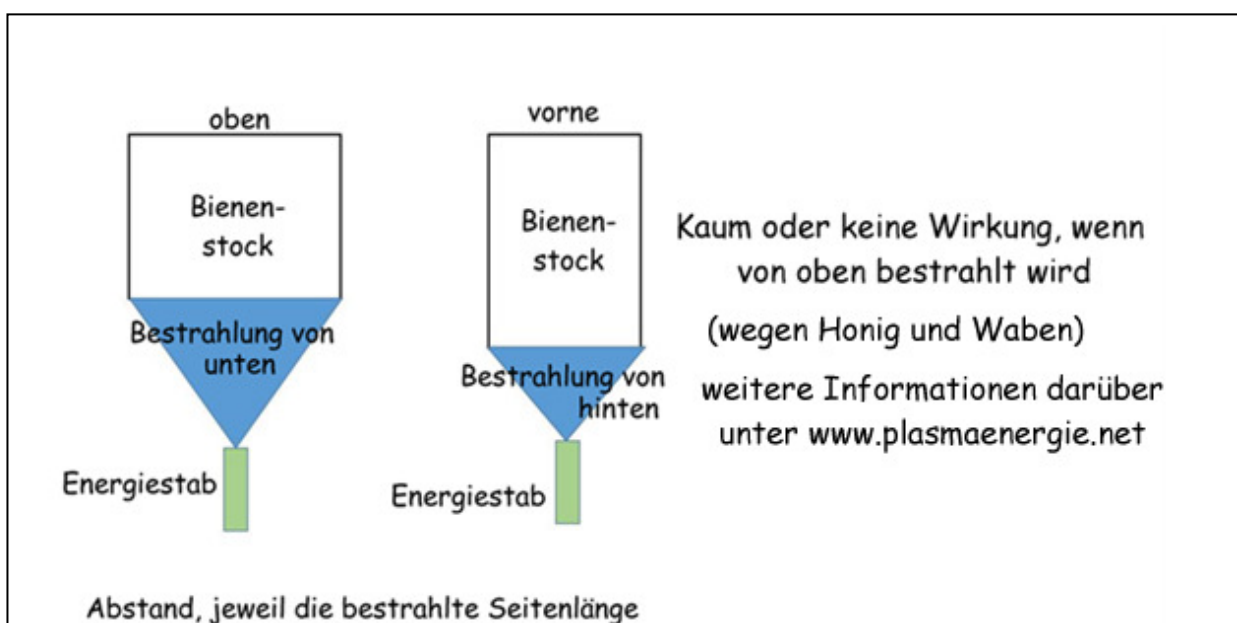 oben
Bienen-
stock
Bestrahlung von
unten
Energiestab
vorne
Bienen-
stock
Bestrahlung von
hinten
Energiestab
Kaum oder keine Wirkung, wenn
von oben bestrahlt wird
(wegen Honig und Waben)
weitere Informationen darüber
unter www.plasmaenergie.net
Abstand, jeweil die bestrahlte Seitenlänge